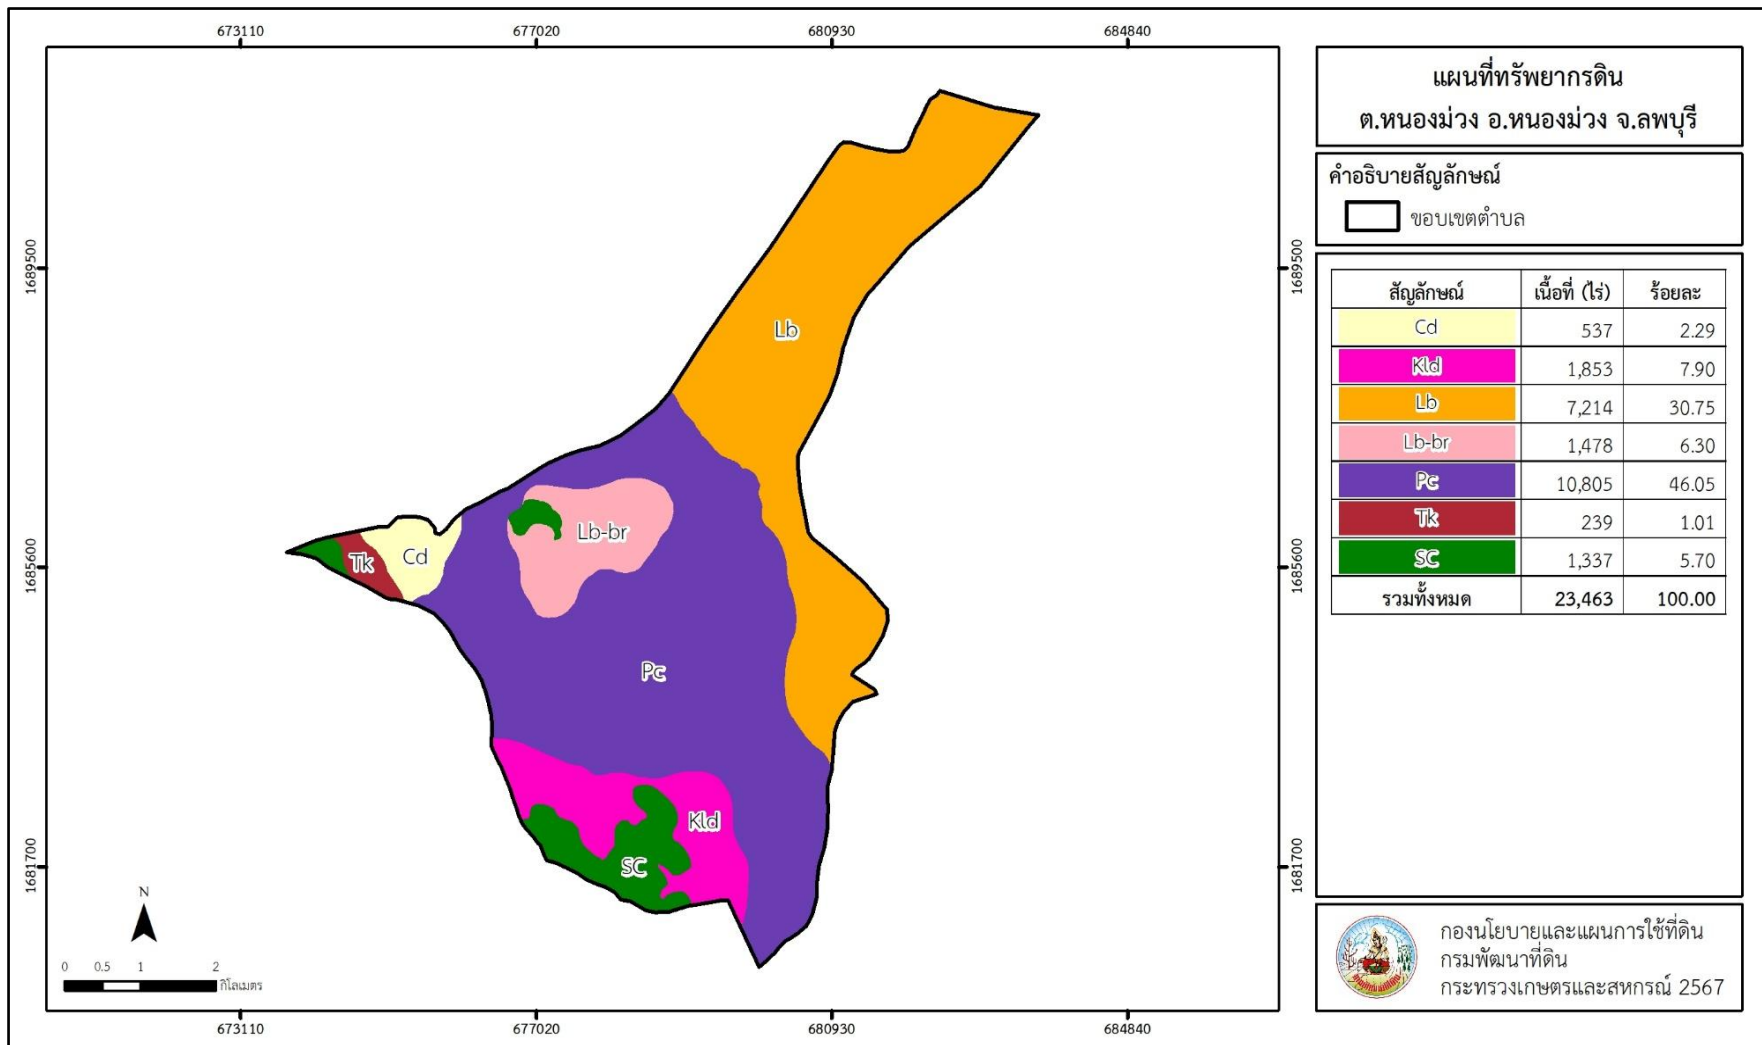 673110 677020 680930 684840
แผนที่ทรัพยากรดิน
ต.หนองม่วง อ.หนองม่วง จ.ลพบุรี
คำอธิบายสัญลักษณ์
ขอบเขตตำบล
1689500 1689500
สัญลักษณ์ เนื้อที่ (ไร่) ร้อยละ
Cd 537 2.29
Kld 1,853 7.90
Lb 7,214 30.75
Lb-br 1,478 6.30
Pc 10,805 46.05
Tk 239 1.01
SC 1,337 5.70
รวมทั้งหมด 23,463 100.00
Lb
Lb-br
Tk Cd
1685600 1685600
Pc
Kld
SC
1681700 1681700
N
0 0.5 1 2
กิโลเมตร
673110 677020 680930 684840
กองนโยบายและแผนการใช้ที่ดิน
กรมพัฒนาที่ดิน
กระทรวงเกษตรและสหกรณ์ 2567